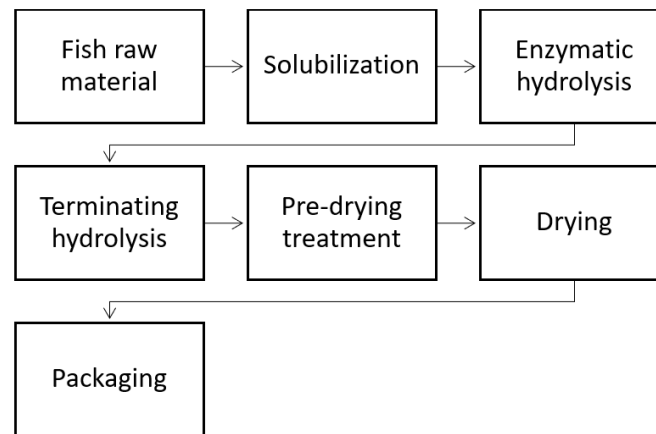 Fish raw
material
Solubilization
Enzymatic
hydrolysis
Terminating
hydrolysis
Pre-drying
treatment
Drying
Packaging